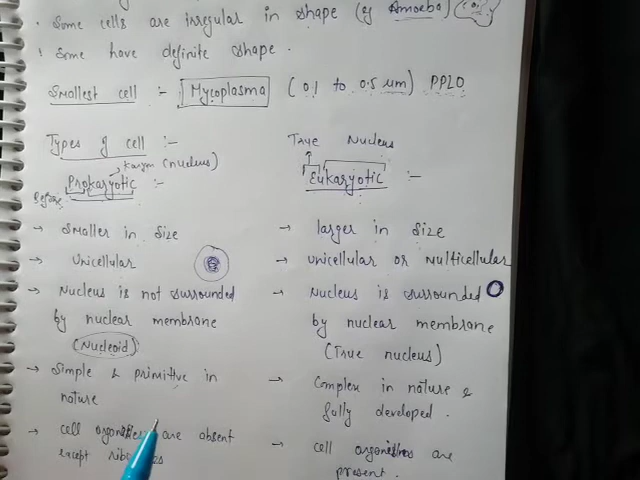 · Some cells are irregular in shape (eg Amoeba)
· Some have definite shape.
Smallest cell :- Mycoplasma (0.1 to 0.5 µm) PPLO
Types of cell :-
True Nucleus
Karyon (nucleus)
Prokaryotic :-
Eukaryotic :-
Before
→ Smaller in size
→ larger in size
→ Unicellular
→ unicellular or Multicellular
→ Nucleus is not surrounded
by nuclear membrane
(Nucleoid)
→ Nucleus is surrounded
by nuclear membrane
(True nucleus)
→ Simple & primitive in
nature
→ Complex in nature &
fully developed.
→ cell are absent
except
→ cell are
present.